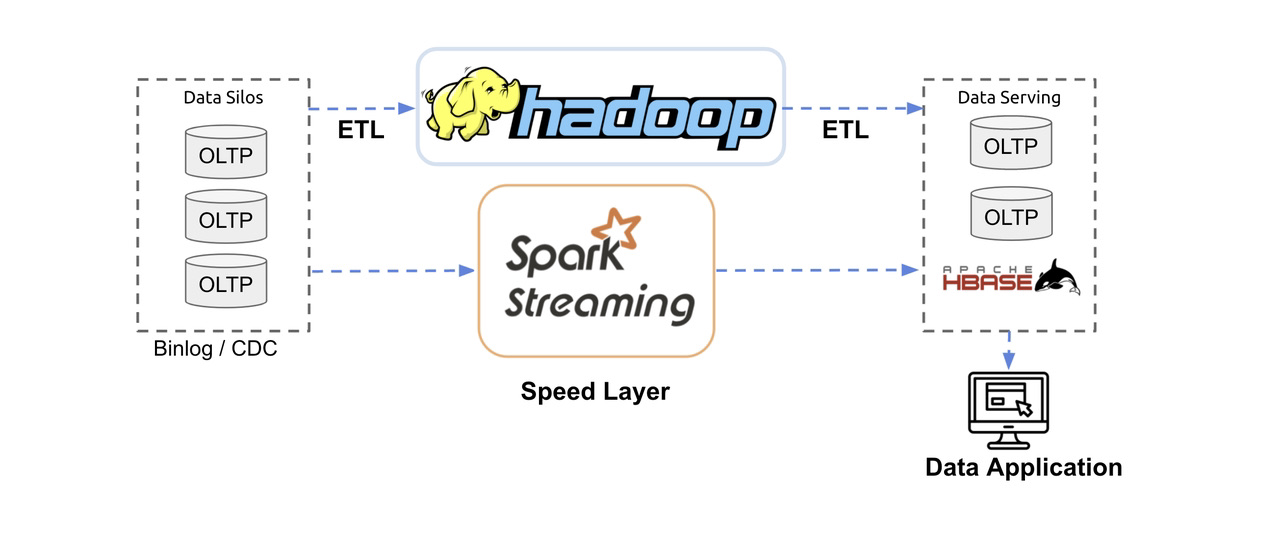 Data Silos
OLTP
OLTP
OLTP
Binlog / CDC
ETL
hadoop
ETL
Spark
Streaming
Speed Layer
Data Serving
OLTP
OLTP
APACHE
HBASE
Data Application